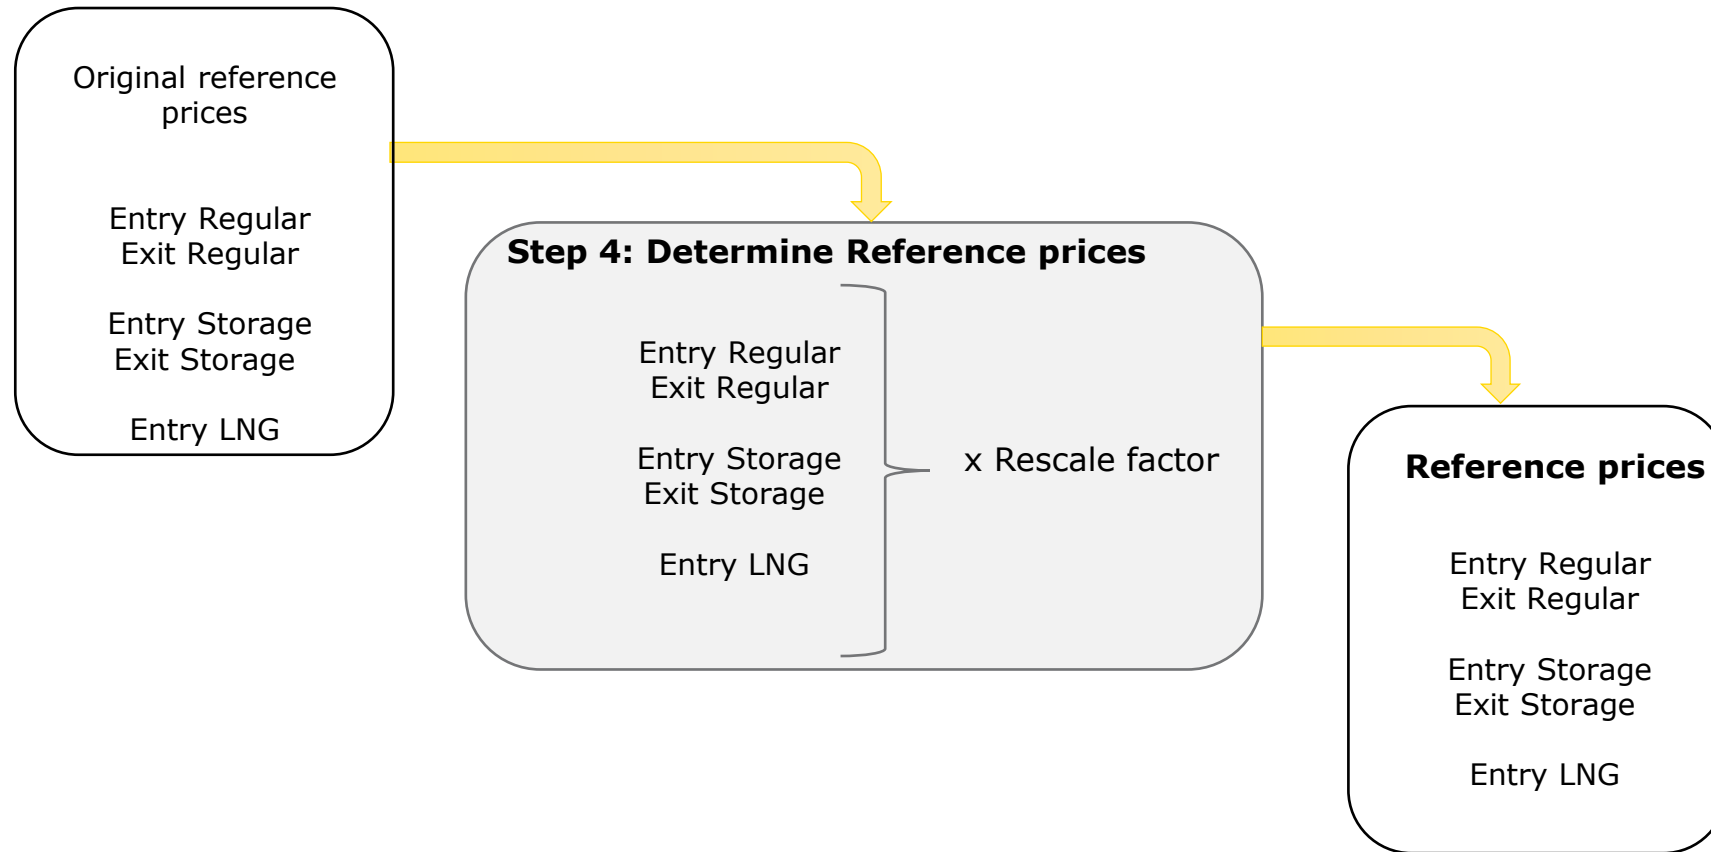 Original reference
prices
Entry Regular
Exit Regular
Entry Storage
Exit Storage
Entry LNG
Step 4: Determine Reference prices
Entry Regular
Exit Regular
Entry Storage
Exit Storage
Entry LNG
x Rescale factor
Reference prices
Entry Regular
Exit Regular
Entry Storage
Exit Storage
Entry LNG